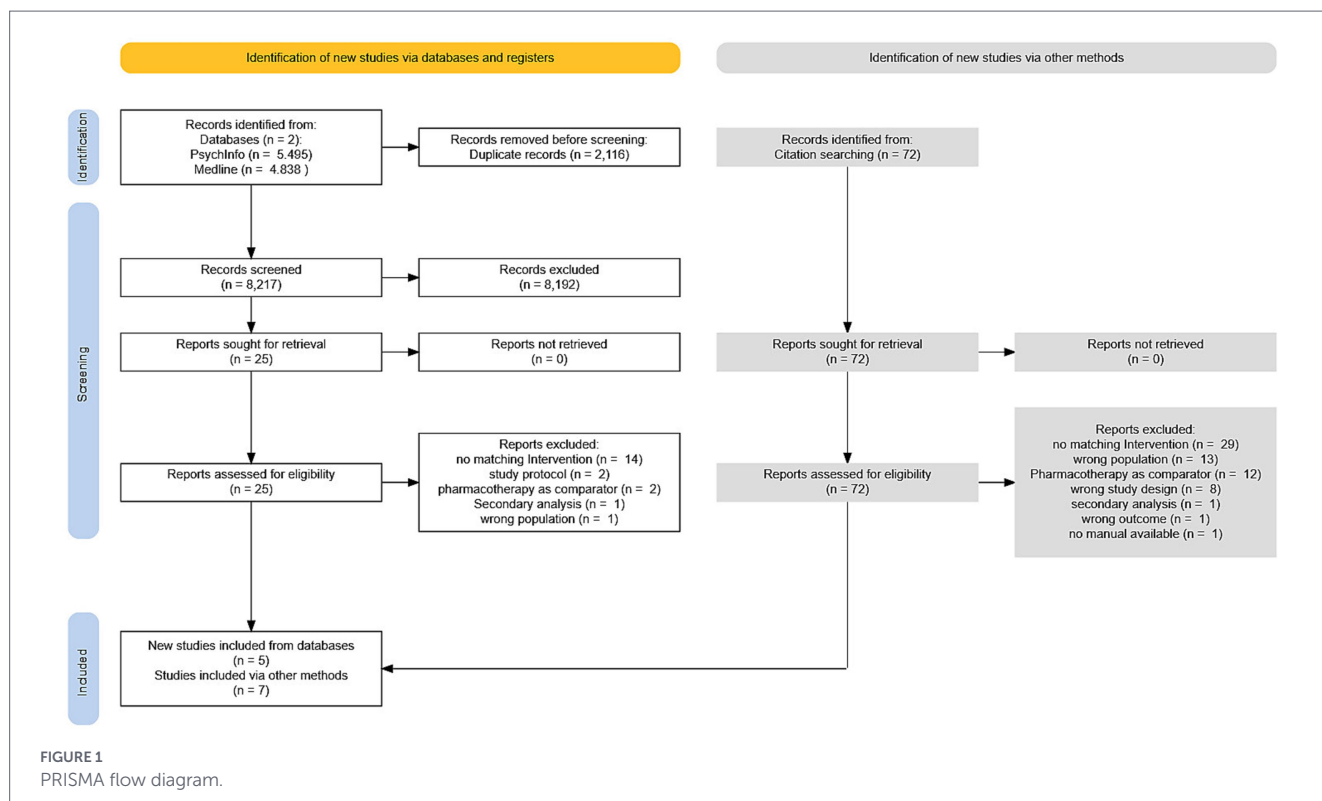 Identification of new studies via databases and registers
Identification of new studies via other methods
Identification
Records identified from:
Databases (n = 2):
PsychInfo (n = 5.495)
Medline (n = 4.838 )
Records removed before screening:
Duplicate records (n = 2,116)
Records identified from:
Citation searching (n = 72)
Screening
Records screened
(n = 8,217)
Records excluded
(n = 8,192)
Reports sought for retrieval
(n = 25)
Reports not retrieved
(n = 0)
Reports sought for retrieval
(n = 72)
Reports not retrieved
(n = 0)
Reports assessed for eligibility
(n = 25)
Reports excluded:
no matching Intervention (n = 14)
study protocol (n = 2)
pharmacotherapy as comparator (n = 2)
Secondary analysis (n = 1)
wrong population (n = 1)
Reports assessed for eligibility
(n = 72)
Reports excluded:
no matching Intervention (n = 29)
wrong population (n = 13)
Pharmacotherapy as comparator (n = 12)
wrong study design (n = 8)
secondary analysis (n = 1)
wrong outcome (n = 1)
no manual available (n = 1)
Included
New studies included from databases
(n = 5)
Studies included via other methods
(n = 7)
FIGURE 1
PRISMA flow diagram.